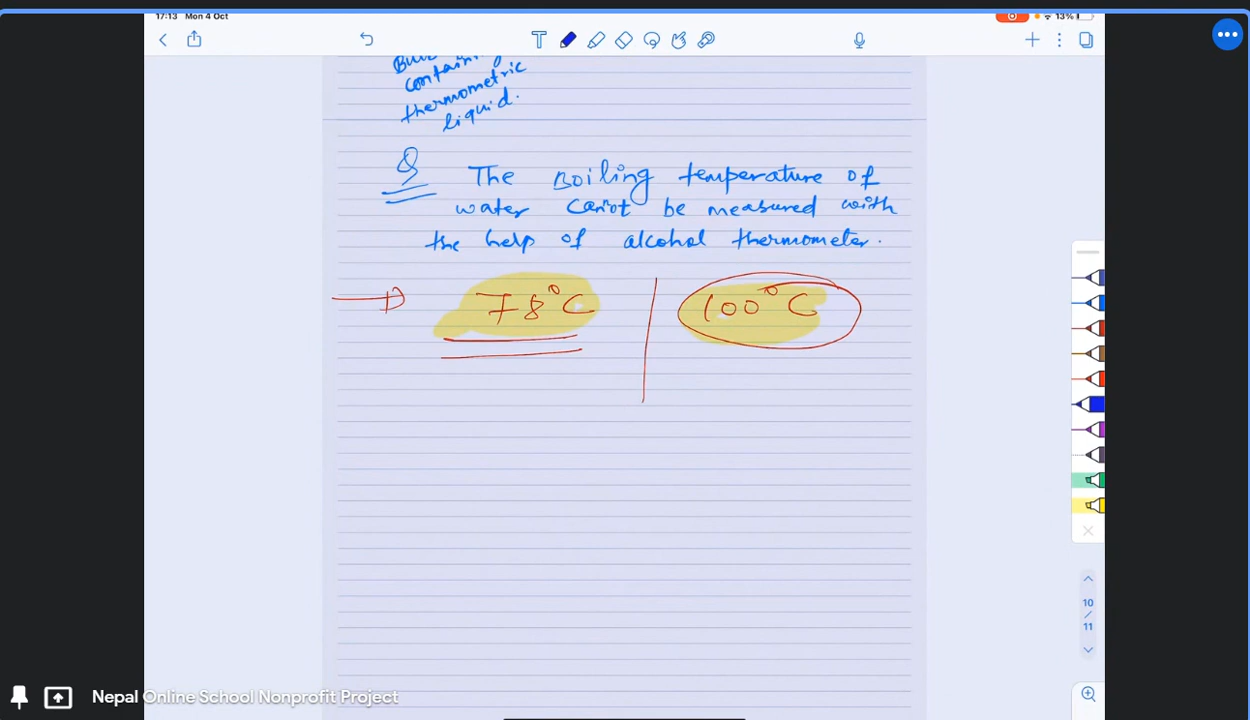 17:13 Mon 4 Oct
13%
containing
thermometric
liquid.
Q The Boiling temperature of
water cannot be measured with
the help of alcohol thermometer.
78°C 100°C
10
/
11
Nepal Online School Nonprofit Project